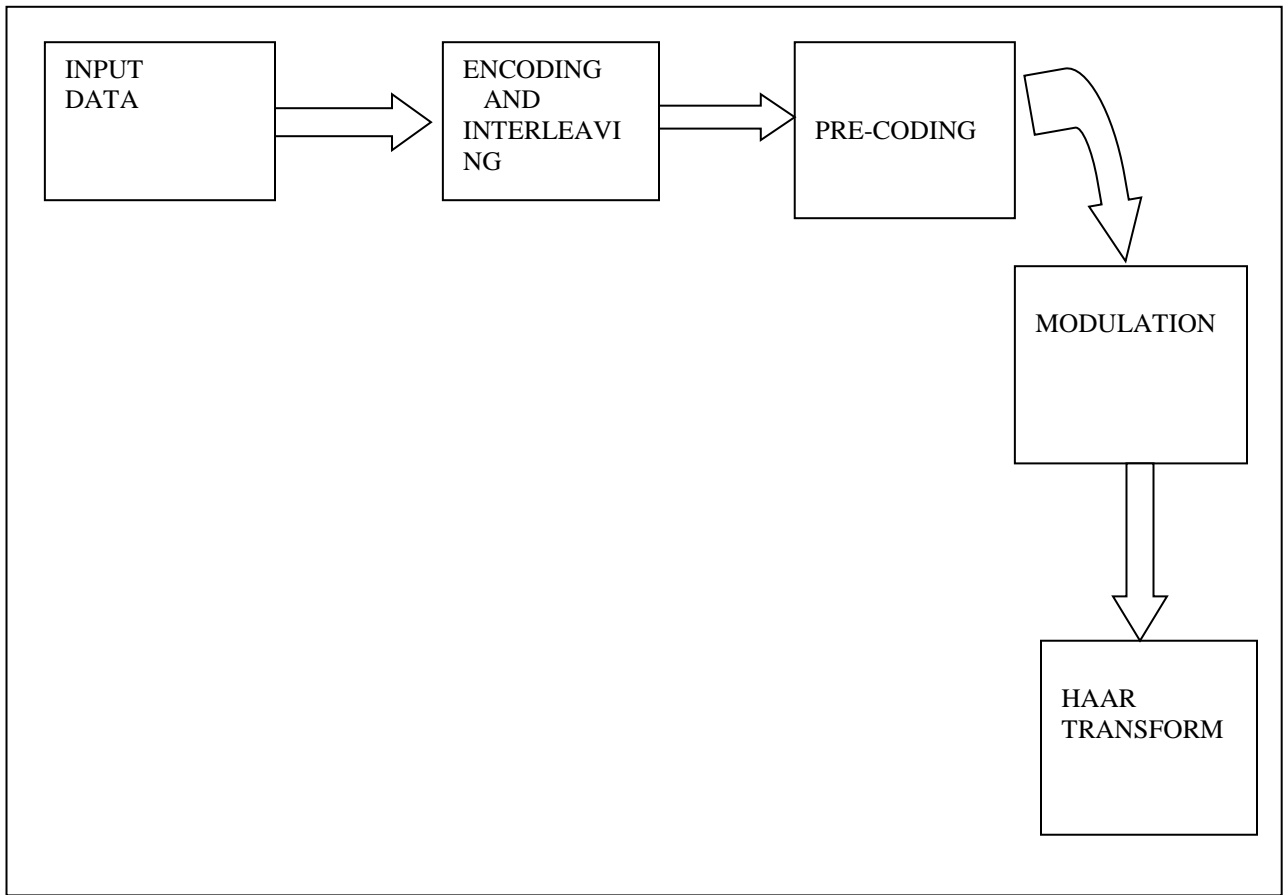 INPUT
DATA
ENCODING
AND
INTERLEAVI
NG
PRE-CODING
MODULATION
HAAR
TRANSFORM